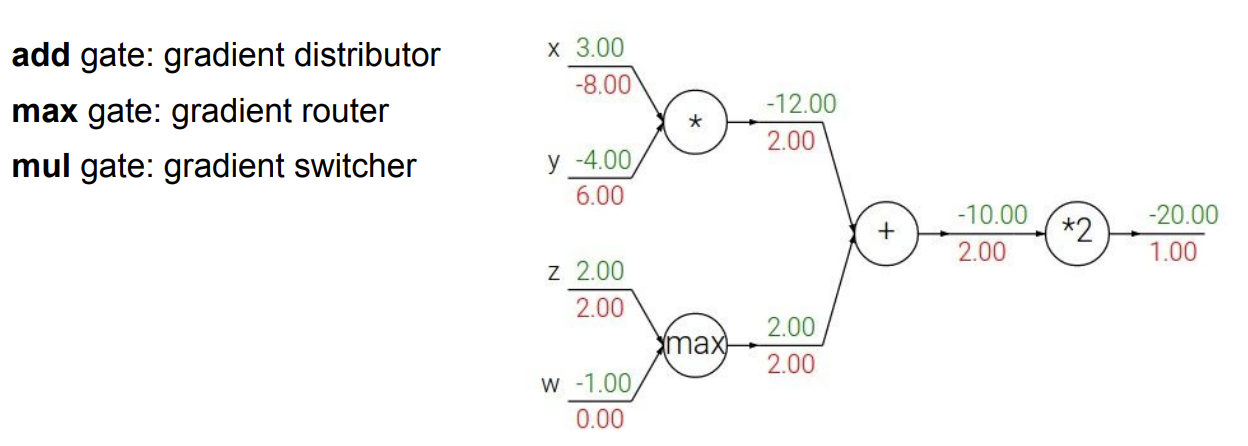 add gate: gradient distributor
max gate: gradient router
mul gate: gradient switcher
x 3.00
-8.00
*
-12.00
2.00
y -4.00
6.00
+
-10.00
2.00
*2
-20.00
1.00
z 2.00
2.00
max
2.00
2.00
w -1.00
0.00